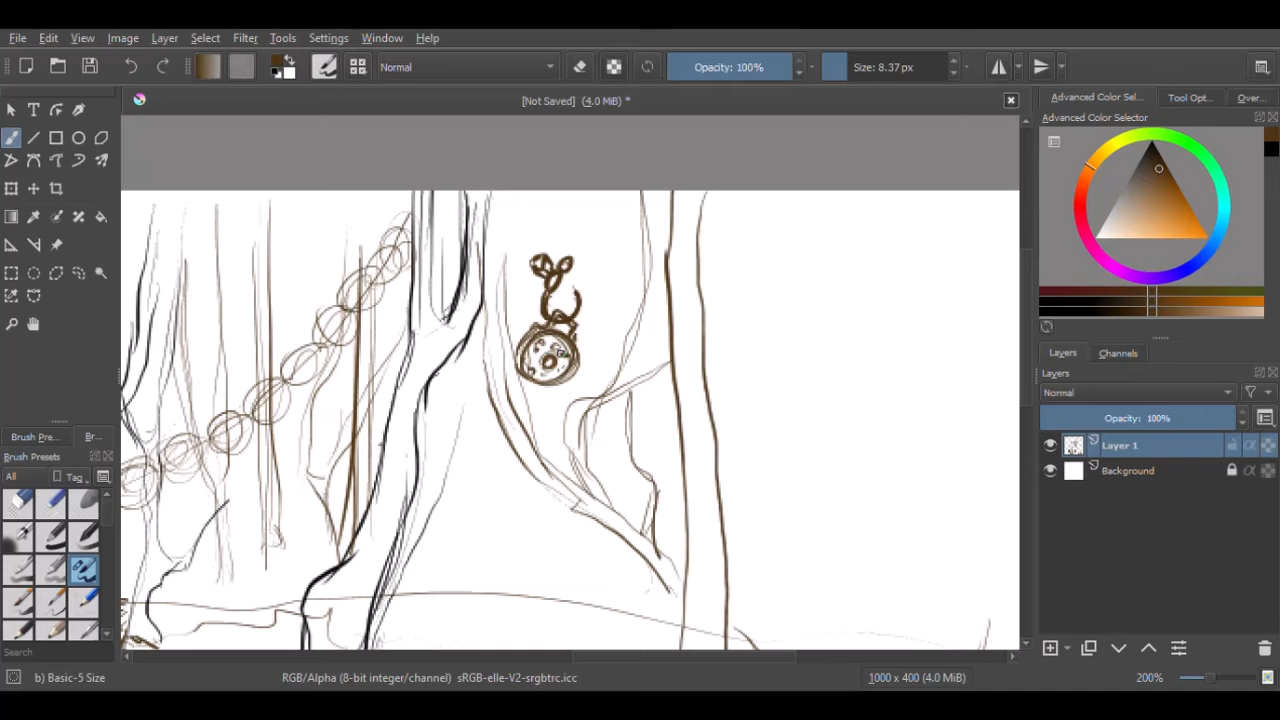 File Edit View Image Layer Select Filter Tools Settings Window Help
Normal Opacity: 100% Size: 8.37 px
[Not Saved] (4.0 MiB) *
Advanced Color Sel... Tool Opt... Over...
Advanced Color Selector
Layers Channels
Layers
Normal
Opacity: 100%
Layer 1
Background
Brush Pre... Br...
Brush Presets
All Tag
Search
b) Basic-5 Size RGB/Alpha (8-bit integer/channel) sRGB-elle-V2-srgbtrc.icc 1000 x 400 (4.0 MiB) 200%